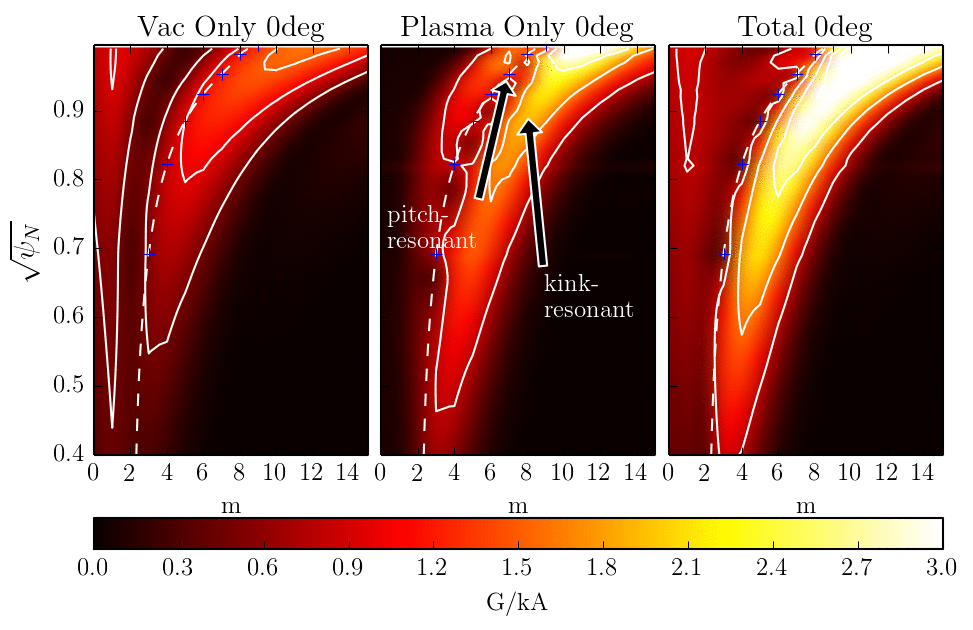 Vac Only 0deg Plasma Only 0deg Total 0deg
0.9
0.8
pitch-
resonant
0.7
√ψ_N
kink-
resonant
0.6
0.5
0.4
0 2 4 6 8 10 12 14 0 2 4 6 8 10 12 14 0 2 4 6 8 10 12 14
m m m
0.0 0.3 0.6 0.9 1.2 1.5 1.8 2.1 2.4 2.7 3.0
G/kA